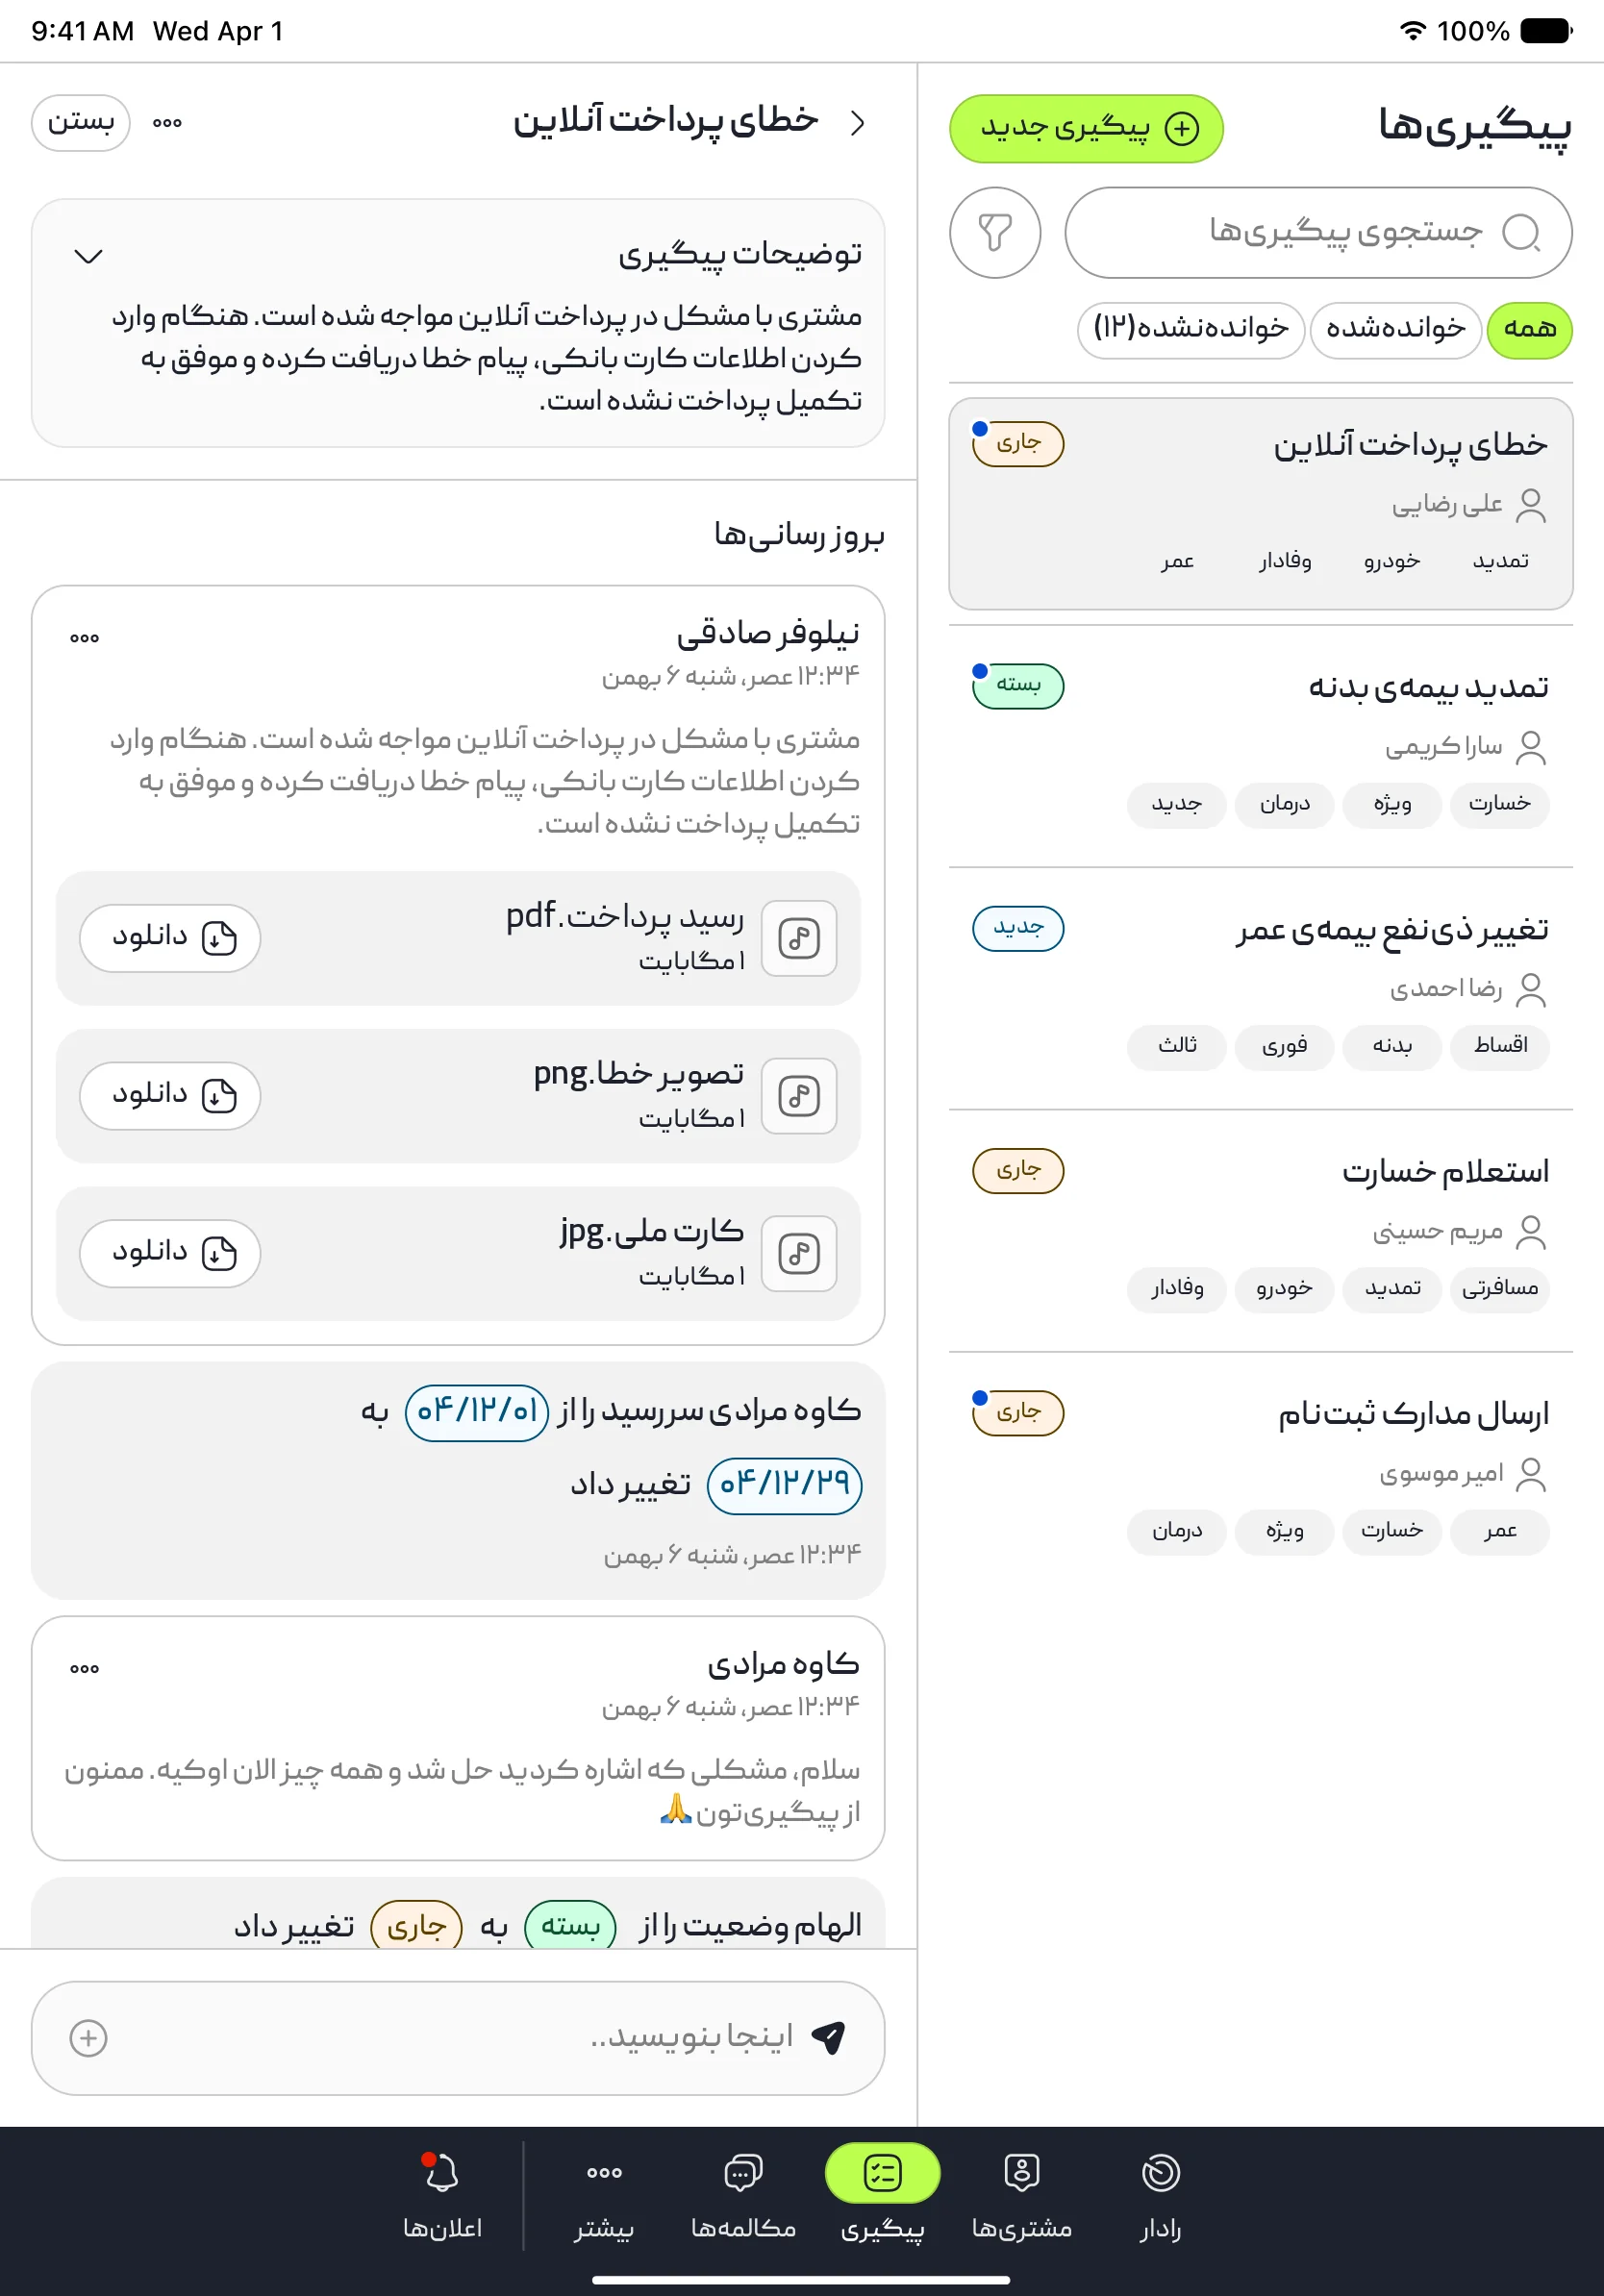 9:41 AM Wed Apr 1
100%
پیگیری‌ها
پیگیری جدید
جستجوی پیگیری‌ها
همه
خوانده‌شده
خوانده‌نشده(۱۲)
خطای پرداخت آنلاین
جاری
علی رضایی
تمدید
خودرو
وفادار
عمر
تمدید بیمه‌ی بدنه
بسته
سارا کریمی
خسارت
ویژه
درمان
جدید
تغییر ذی‌نفع بیمه‌ی عمر
جدید
رضا احمدی
اقساط
بدنه
فوری
ثالث
استعلام خسارت
جاری
مریم حسینی
مسافرتی
تمدید
خودرو
وفادار
ارسال مدارک ثبت‌نام
جاری
امیر موسوی
عمر
خسارت
ویژه
درمان
خطای پرداخت آنلاین
بستن
توضیحات پیگیری
مشتری با مشکل در پرداخت آنلاین مواجه شده است. هنگام وارد
کردن اطلاعات کارت بانکی، پیام خطا دریافت کرده و موفق به
تکمیل پرداخت نشده است.
بروز رسانی‌ها
نیلوفر صادقی
۱۲:۳۴ عصر، شنبه ۶ بهمن
مشتری با مشکل در پرداخت آنلاین مواجه شده است. هنگام وارد
کردن اطلاعات کارت بانکی، پیام خطا دریافت کرده و موفق به
تکمیل پرداخت نشده است.
رسید پرداخت.pdf
۱ مگابایت
دانلود
تصویر خطا.png
۱ مگابایت
دانلود
کارت ملی.jpg
۱ مگابایت
دانلود
کاوه مرادی سررسید را از ۰۴/۱۲/۰۱ به
۰۴/۱۲/۲۹ تغییر داد
۱۲:۳۴ عصر، شنبه ۶ بهمن
کاوه مرادی
۱۲:۳۴ عصر، شنبه ۶ بهمن
سلام، مشکلی که اشاره کردید حل شد و همه چیز الان اوکیه. ممنون
از پیگیری‌تون🙏
الهام وضعیت را از بسته به جاری تغییر داد
اینجا بنویسید..
رادار
مشتری‌ها
پیگیری
مکالمه‌ها
بیشتر
اعلان‌ها